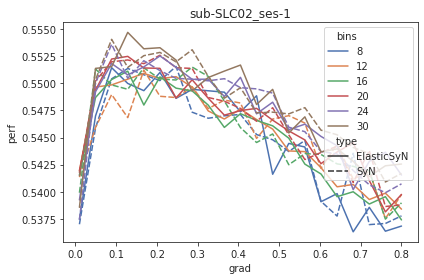 sub-SLC02_ses-1
0.5550
0.5525
0.5500
0.5475
0.5450
0.5425
0.5400
0.5375
perf
0.0 0.1 0.2 0.3 0.4 0.5 0.6 0.7 0.8
grad
bins
8
12
16
20
24
30
type
ElasticSyN
SyN